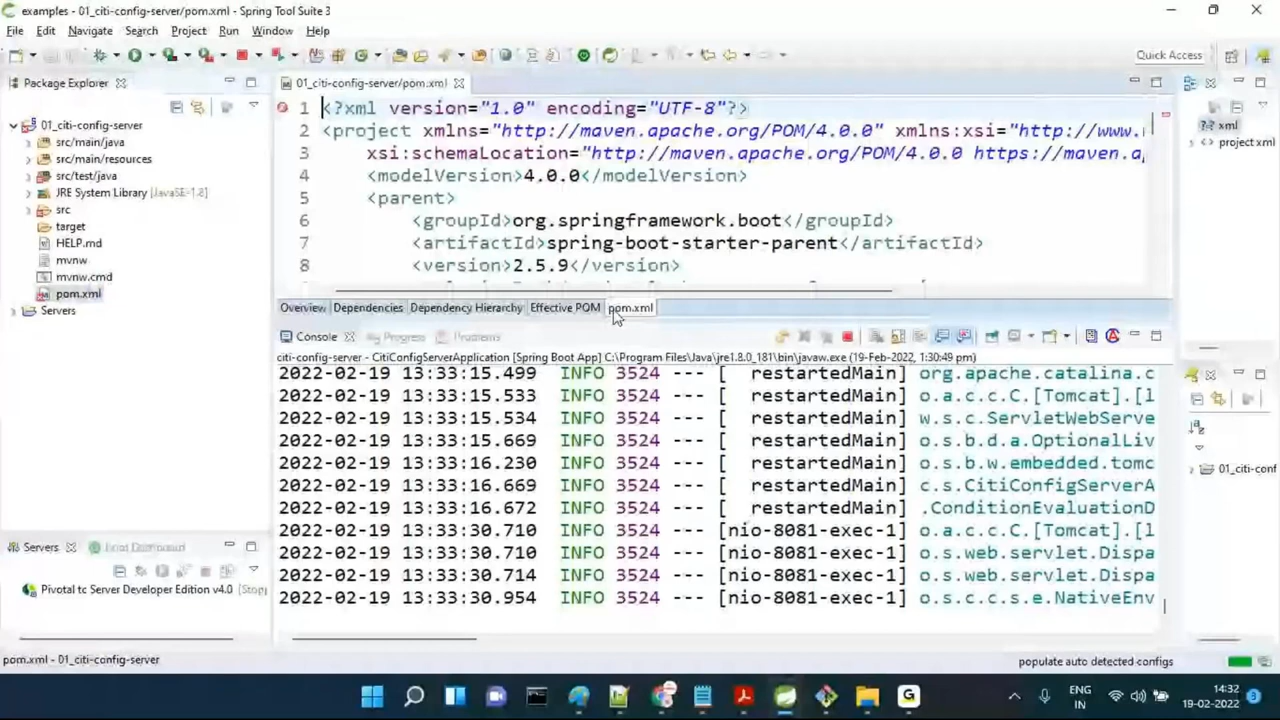 examples - 01_citi-config-server/pom.xml - Spring Tool Suite 3
File Edit Navigate Search Project Run Window Help
Quick Access
Package Explorer
01_citi-config-server
src/main/java
src/main/resources
src/test/java
JRE System Library [JavaSE-1.8]
src
target
HELP.md
mvnw
mvnw.cmd
pom.xml
Servers
01_citi-config-server/pom.xml
1 <?xml version="1.0" encoding="UTF-8"?>
2 <project xmlns="http://maven.apache.org/POM/4.0.0" xmlns:xsi="http://www.
3 xsi:schemaLocation="http://maven.apache.org/POM/4.0.0 https://maven.a
4 <modelVersion>4.0.0</modelVersion>
5 <parent>
6 <groupId>org.springframework.boot</groupId>
7 <artifactId>spring-boot-starter-parent</artifactId>
8 <version>2.5.9</version>
Overview Dependencies Dependency Hierarchy Effective POM pom.xml
?=? xml
project xml
Console Progress Problems
citi-config-server - CitiConfigServerApplication [Spring Boot App] C:\Program Files\Java\jre1.8.0_181\bin\javaw.exe (19-Feb-2022, 1:30:49 pm)
2022-02-19 13:33:15.499 INFO 3524 --- [ restartedMain] org.apache.catalina.c
2022-02-19 13:33:15.533 INFO 3524 --- [ restartedMain] o.a.c.c.C.[Tomcat].[l
2022-02-19 13:33:15.534 INFO 3524 --- [ restartedMain] w.s.c.ServletWebServe
2022-02-19 13:33:15.669 INFO 3524 --- [ restartedMain] o.s.b.d.a.OptionalLiv
2022-02-19 13:33:16.230 INFO 3524 --- [ restartedMain] o.s.b.w.embedded.tomc
2022-02-19 13:33:16.669 INFO 3524 --- [ restartedMain] c.s.CitiConfigServerA
2022-02-19 13:33:16.672 INFO 3524 --- [ restartedMain] .ConditionEvaluationD
2022-02-19 13:33:30.710 INFO 3524 --- [nio-8081-exec-1] o.a.c.c.C.[Tomcat].[l
2022-02-19 13:33:30.710 INFO 3524 --- [nio-8081-exec-1] o.s.web.servlet.Dispa
2022-02-19 13:33:30.714 INFO 3524 --- [nio-8081-exec-1] o.s.web.servlet.Dispa
2022-02-19 13:33:30.954 INFO 3524 --- [nio-8081-exec-1] o.s.c.c.s.e.NativeEnv
01_citi-conf
Servers Boot Dashboard
Pivotal tc Server Developer Edition v4.0 [Stop
pom.xml - 01_citi-config-server
populate auto detected configs
ENG
IN
14:32
19-02-2022
3